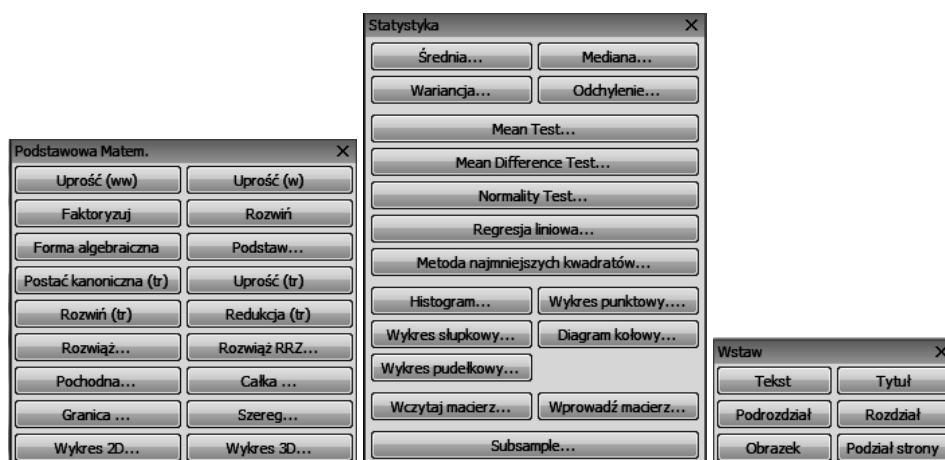 Podstawowa Matem.
Uprość (ww) Uprość (w)
Faktoryzuj Rozwiń
Forma algebraiczna Podstaw...
Postać kanoniczna (tr) Uprość (tr)
Rozwiń (tr) Redukcja (tr)
Rozwiąż... Rozwiąż RRZ...
Pochodna... Całka ...
Granica ... Szereg...
Wykres 2D... Wykres 3D...
Statystyka
Średnia... Mediana...
Wariancja... Odchylenie...
Mean Test...
Mean Difference Test...
Normality Test...
Regresja liniowa...
Metoda najmniejszych kwadratów...
Histogram... Wykres punktowy....
Wykres słupkowy... Diagram kołowy...
Wykres pudełkowy...
Wczytaj macierz... Wprowadź macierz...
Subsample...
Wstaw
Tekst Tytuł
Podrozdział Rozdział
Obrazek Podział strony